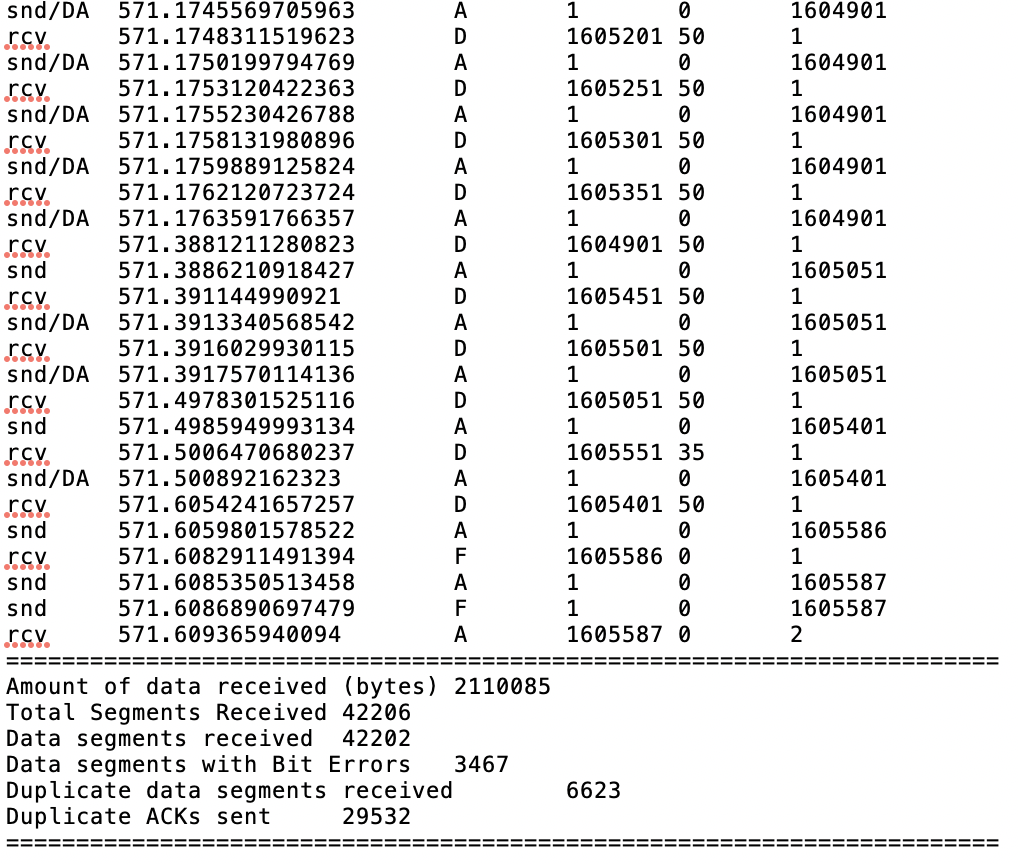 snd/DA 571.1745569705963 A 1 0 1604901
rcv 571.1748311519623 D 1605201 50 1
snd/DA 571.1750199794769 A 1 0 1604901
rcv 571.1753120422363 D 1605251 50 1
snd/DA 571.1755230426788 A 1 0 1604901
rcv 571.1758131980896 D 1605301 50 1
snd/DA 571.1759889125824 A 1 0 1604901
rcv 571.1762120723724 D 1605351 50 1
snd/DA 571.1763591766357 A 1 0 1604901
rcv 571.3881211280823 D 1604901 50 1
snd 571.3886210918427 A 1 0 1605051
rcv 571.391144990921 D 1605451 50 1
snd/DA 571.3913340568542 A 1 0 1605051
rcv 571.3916029930115 D 1605501 50 1
snd/DA 571.3917570114136 A 1 0 1605051
rcv 571.4978301525116 D 1605051 50 1
snd 571.4985949993134 A 1 0 1605401
rcv 571.5006470680237 D 1605551 35 1
snd/DA 571.500892162323 A 1 0 1605401
rcv 571.6054241657257 D 1605401 50 1
snd 571.6059801578522 A 1 0 1605586
rcv 571.6082911491394 F 1605586 0 1
snd 571.6085350513458 A 1 0 1605587
snd 571.6086890697479 F 1 0 1605587
rcv 571.609365940094 A 1605587 0 2
=======================================================================
Amount of data received (bytes) 2110085
Total Segments Received 42206
Data segments received 42202
Data segments with Bit Errors 3467
Duplicate data segments received 6623
Duplicate ACKs sent 29532
=======================================================================